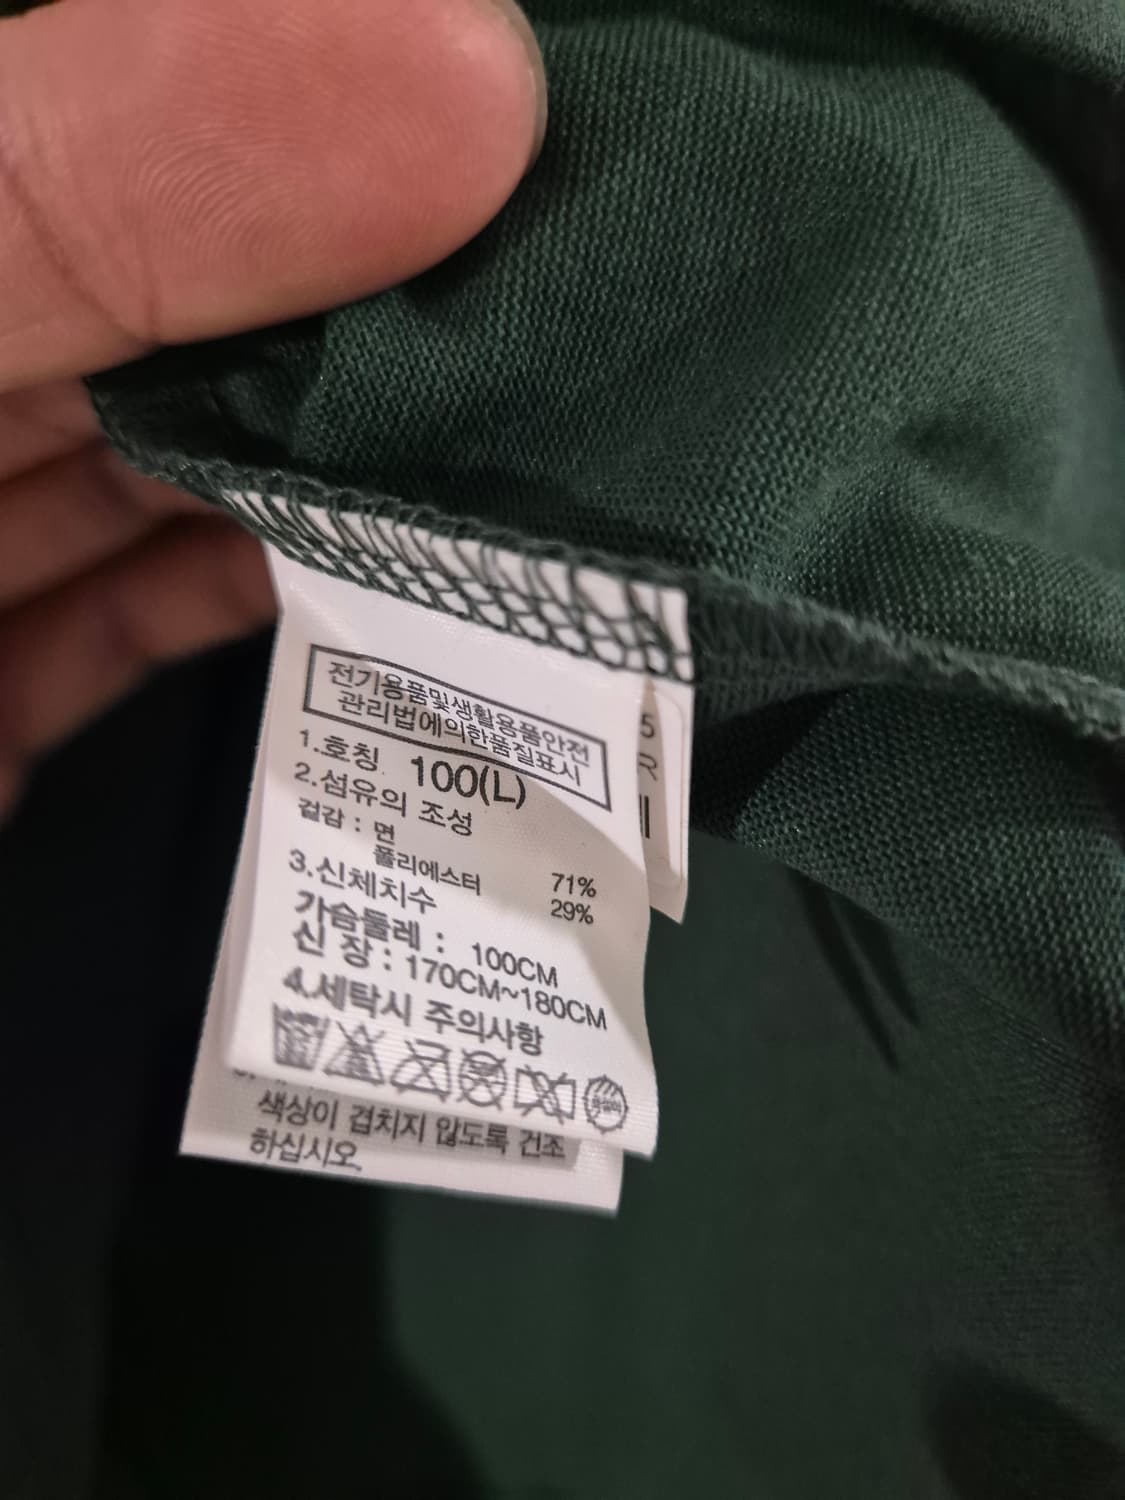 전기용품및생활용품안전
관리법에의한품질표시
1.호칭 100(L)
2.섬유의 조성
겉감 : 면 71%
폴리에스터 29%
3.신체치수
가슴둘레 : 100CM
신 장 : 170CM~180CM
4.세탁시 주의사항
색상이 겹치지 않도록 건조
하십시오.
5
R